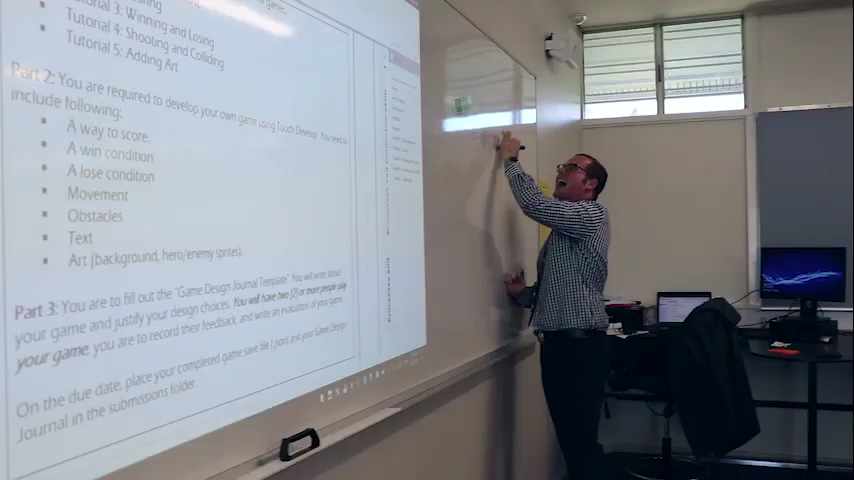 games.
Tutorial 3: Winning and Losing
Tutorial 4: Shooting and Colliding
Tutorial 5: Adding Art
Part 2: You are required to develop your own game using Touch Develop. You need to
include following:
A way to score.
A win condition
A lose condition
Movement
Obstacles
Text
Art (background, hero/enemy sprites).
Part 3: You are to fill out the "Game Design Journal Template". You will write about
your game and justify your design choices. You will have two (2) or more people play
your game, you are to record their feedback, and write an evaluation of your game.
On the due date, place your completed game save file (.json) and your Game Design
Journal in the submissions folder.